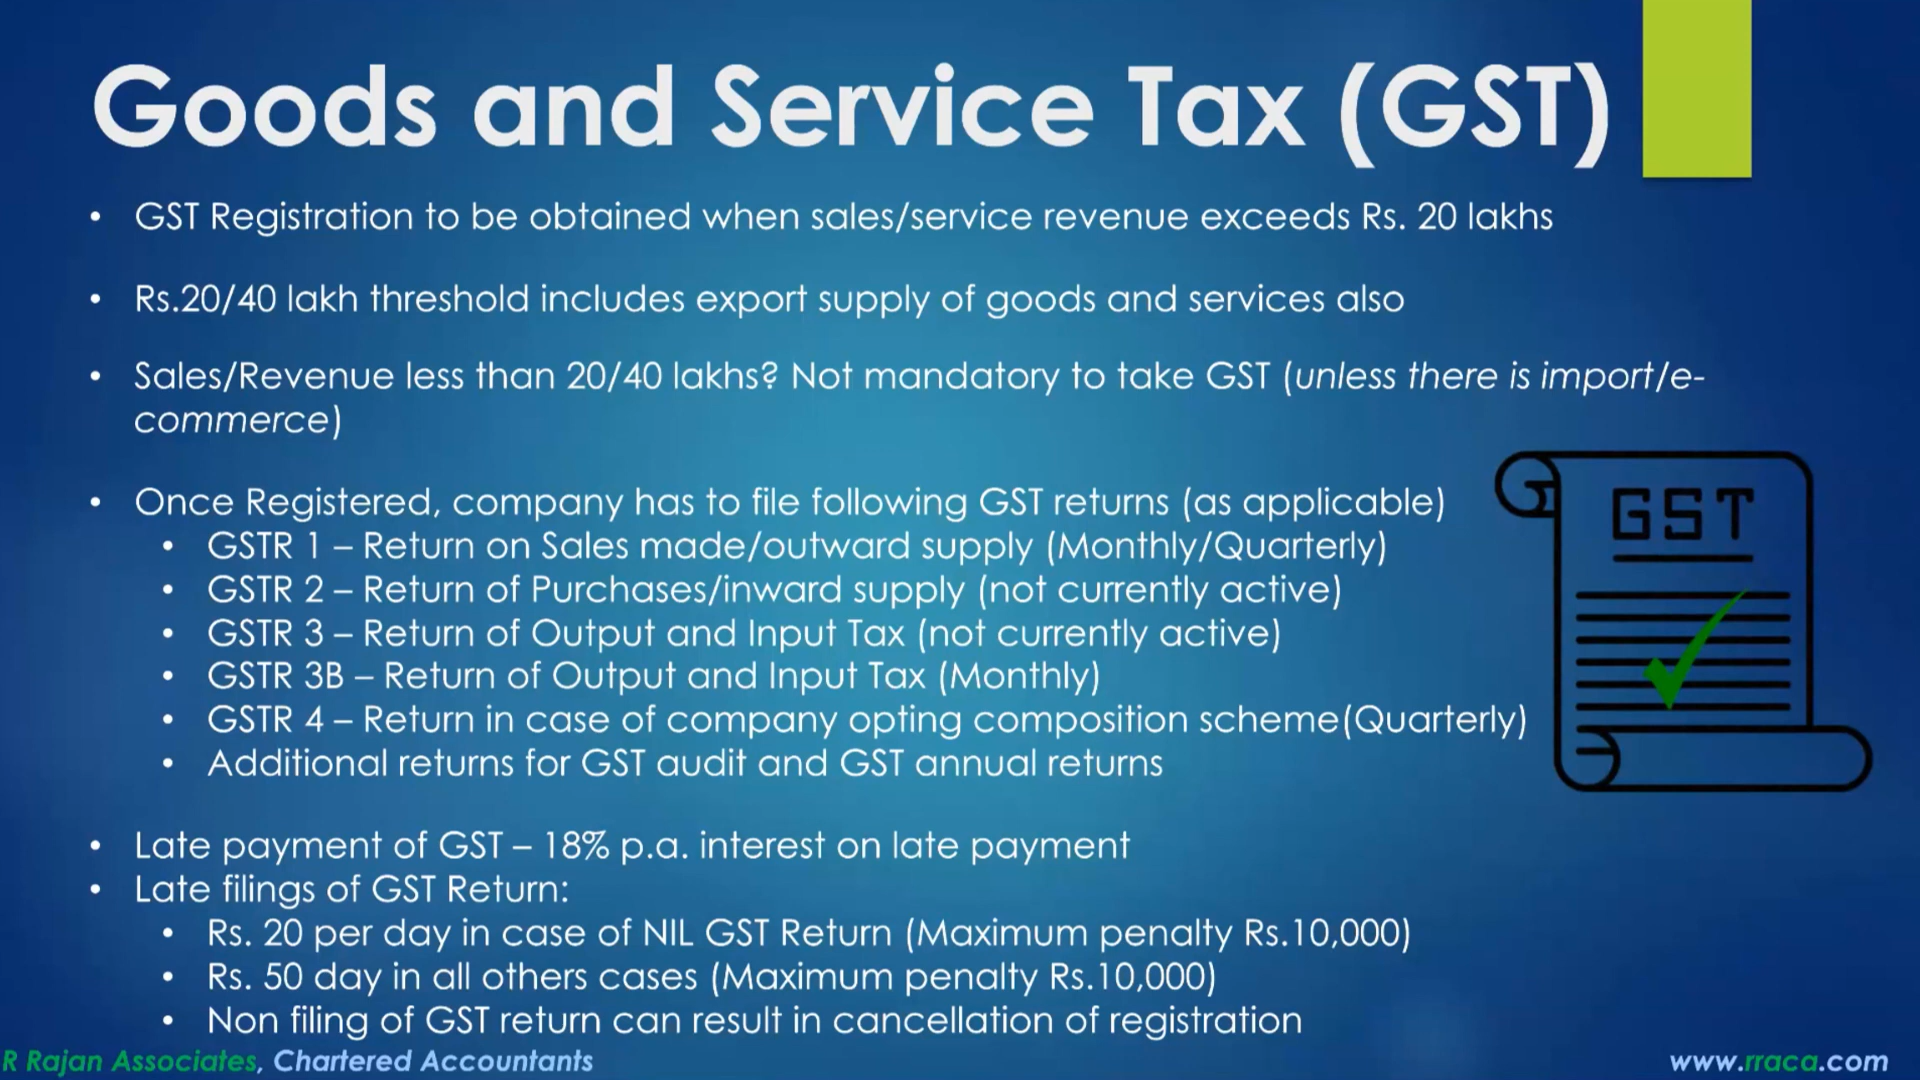 Goods and Service Tax (GST)
• GST Registration to be obtained when sales/service revenue exceeds Rs. 20 lakhs
• Rs.20/40 lakh threshold includes export supply of goods and services also
• Sales/Revenue less than 20/40 lakhs? Not mandatory to take GST (unless there is import/e-
commerce)
• Once Registered, company has to file following GST returns (as applicable)
• GSTR 1 – Return on Sales made/outward supply (Monthly/Quarterly)
• GSTR 2 – Return of Purchases/inward supply (not currently active)
• GSTR 3 – Return of Output and Input Tax (not currently active)
• GSTR 3B – Return of Output and Input Tax (Monthly)
• GSTR 4 – Return in case of company opting composition scheme(Quarterly)
• Additional returns for GST audit and GST annual returns
GST
• Late payment of GST – 18% p.a. interest on late payment
• Late filings of GST Return:
• Rs. 20 per day in case of NIL GST Return (Maximum penalty Rs.10,000)
• Rs. 50 day in all others cases (Maximum penalty Rs.10,000)
• Non filing of GST return can result in cancellation of registration
R Rajan Associates, Chartered Accountants
www.rraca.com